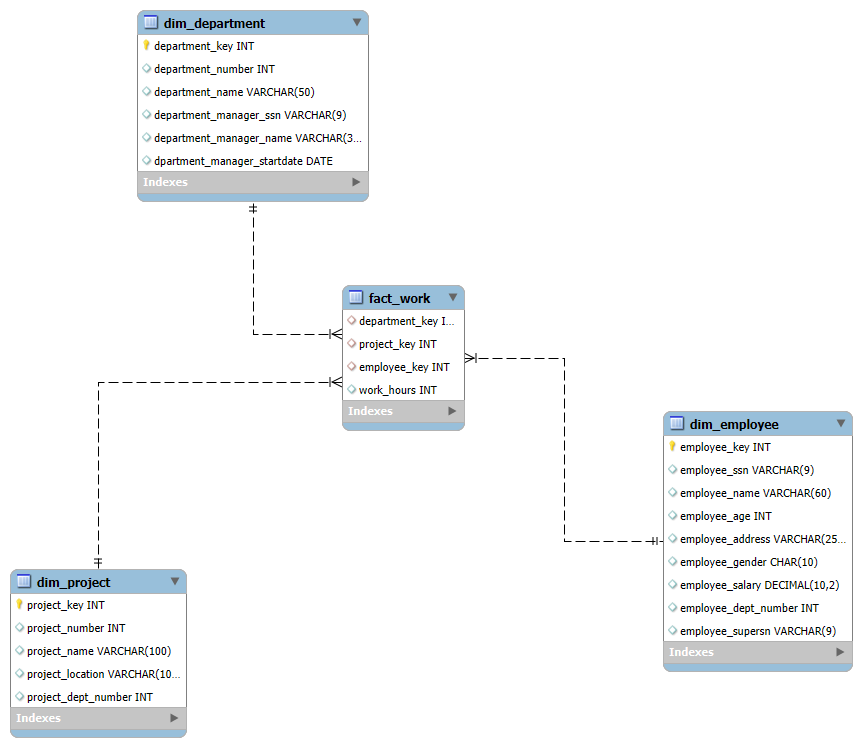 dim_department
department_key INT
department_number INT
department_name VARCHAR(50)
department_manager_ssn VARCHAR(9)
department_manager_name VARCHAR(3...
dpartment_manager_startdate DATE
Indexes
fact_work
department_key I...
project_key INT
employee_key INT
work_hours INT
Indexes
dim_employee
employee_key INT
employee_ssn VARCHAR(9)
employee_name VARCHAR(60)
employee_age INT
employee_address VARCHAR(25...
employee_gender CHAR(10)
employee_salary DECIMAL(10,2)
employee_dept_number INT
employee_supersn VARCHAR(9)
Indexes
dim_project
project_key INT
project_number INT
project_name VARCHAR(100)
project_location VARCHAR(10...
project_dept_number INT
Indexes